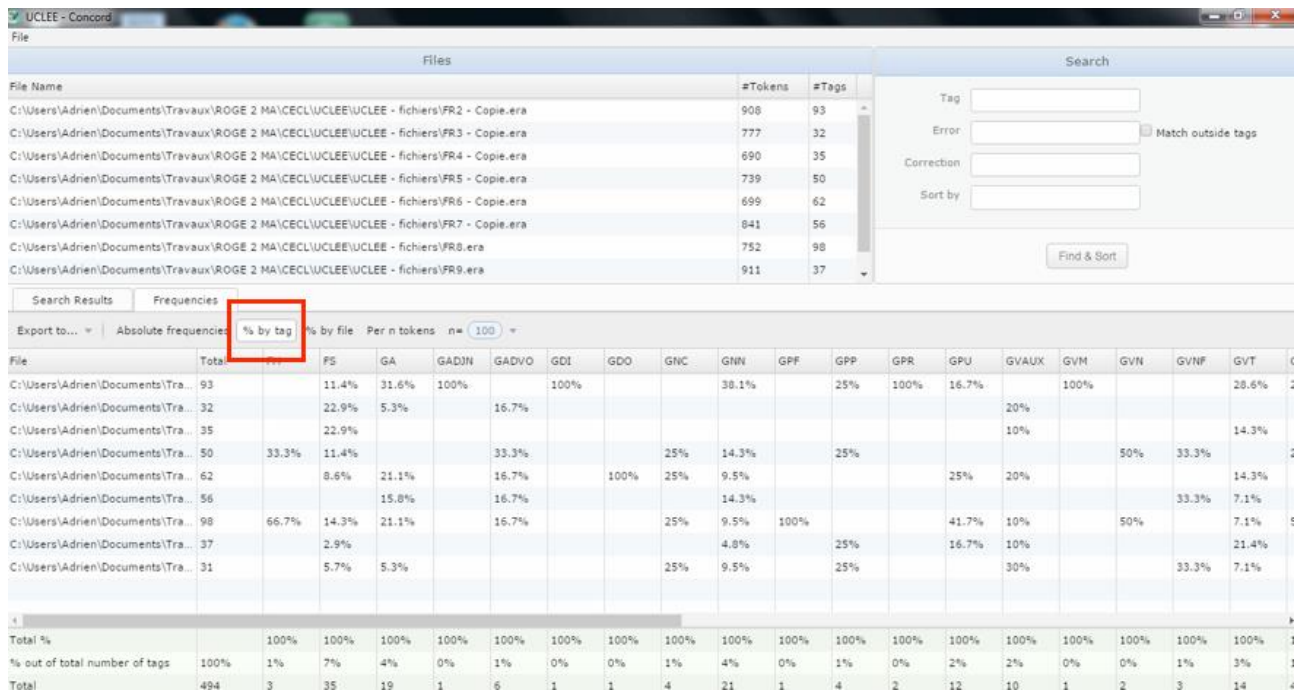 UCLEE - Concord
File
Files
Search
File Name #Tokens #Tags
C:\Users\Adrien\Documents\Travaux\ROGE 2 MA\CECL\UCLEE\UCLEE - fichiers\FR2 - Copie.era 908 93
C:\Users\Adrien\Documents\Travaux\ROGE 2 MA\CECL\UCLEE\UCLEE - fichiers\FR3 - Copie.era 777 32
C:\Users\Adrien\Documents\Travaux\ROGE 2 MA\CECL\UCLEE\UCLEE - fichiers\FR4 - Copie.era 690 35
C:\Users\Adrien\Documents\Travaux\ROGE 2 MA\CECL\UCLEE\UCLEE - fichiers\FR5 - Copie.era 739 50
C:\Users\Adrien\Documents\Travaux\ROGE 2 MA\CECL\UCLEE\UCLEE - fichiers\FR6 - Copie.era 699 62
C:\Users\Adrien\Documents\Travaux\ROGE 2 MA\CECL\UCLEE\UCLEE - fichiers\FR7 - Copie.era 841 56
C:\Users\Adrien\Documents\Travaux\ROGE 2 MA\CECL\UCLEE\UCLEE - fichiers\FR8.era 752 98
C:\Users\Adrien\Documents\Travaux\ROGE 2 MA\CECL\UCLEE\UCLEE - fichiers\FR9.era 911 37
Tag
Error Match outside tags
Correction
Sort by
Find & Sort
Search Results Frequencies
Export to... Absolute frequencies % by tag % by file Per n tokens n= 100
File Total FS GA GADJN GADVO GDI GDO GNC GNN GPF GPP GPR GPU GVAUX GVM GVN GVNF GVT
C:\Users\Adrien\Documents\Tra... 93 11.4% 31.6% 100% 100% 38.1% 25% 100% 16.7% 100% 28.6%
C:\Users\Adrien\Documents\Tra... 32 22.9% 5.3% 16.7% 20%
C:\Users\Adrien\Documents\Tra... 35 22.9% 10% 14.3%
C:\Users\Adrien\Documents\Tra... 50 33.3% 11.4% 33.3% 25% 14.3% 25% 50% 33.3%
C:\Users\Adrien\Documents\Tra... 62 8.6% 21.1% 16.7% 100% 25% 9.5% 25% 20% 14.3%
C:\Users\Adrien\Documents\Tra... 56 15.8% 16.7% 14.3% 33.3% 7.1%
C:\Users\Adrien\Documents\Tra... 98 66.7% 14.3% 21.1% 16.7% 25% 9.5% 100% 41.7% 10% 50% 7.1%
C:\Users\Adrien\Documents\Tra... 37 2.9% 4.8% 25% 16.7% 10% 21.4%
C:\Users\Adrien\Documents\Tra... 31 5.7% 5.3% 25% 9.5% 25% 30% 33.3% 7.1%
Total % 100% 100% 100% 100% 100% 100% 100% 100% 100% 100% 100% 100% 100% 100% 100% 100% 100% 100%
% out of total number of tags 100% 1% 7% 4% 0% 1% 0% 0% 1% 4% 0% 1% 0% 2% 2% 0% 0% 1% 3%
Total 494 3 35 19 1 6 1 1 4 21 1 4 2 12 10 1 2 3 14